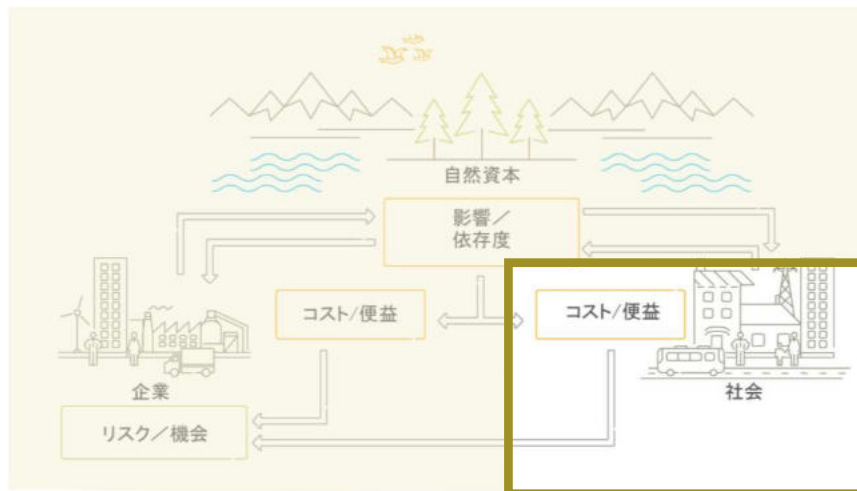 自然資本
影響／
依存度
コスト/便益
コスト/便益
企業
社会
リスク／機会